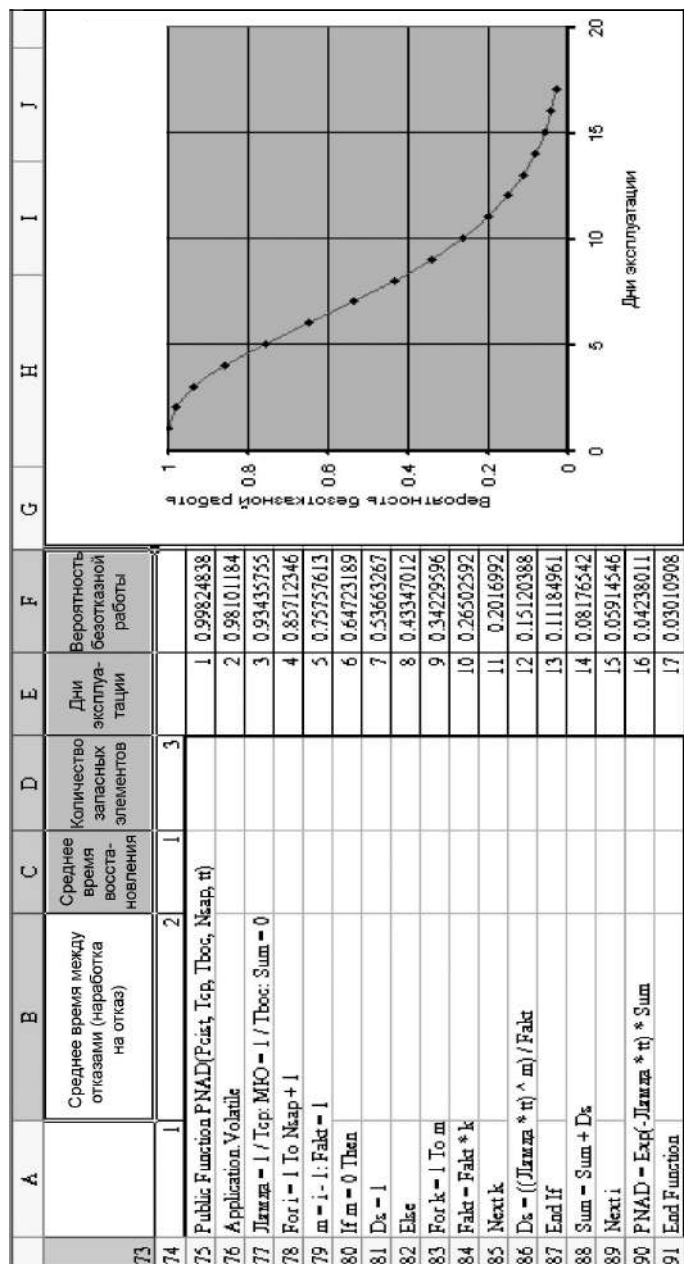 A B C D E F G H I J
73 Среднее время между отказами (наработка на отказ) Среднее время восста-новления Количество запасных элементов Дни эксплуа-тации Вероятность безотказной работы
74 1 2 1 3
75 Public Function PNAD(Pcist, Tcp, Tboc, Nsap, tt) 1 0.99824838
76 Application.Volatile 2 0.98101184
77 Лямда = 1 / Tcp: МЮ = 1 / Tboc: Sum = 0 3 0.93435755
78 For i = 1 To Nsap + 1 4 0.85712346
79 m = i - 1: Fakt = 1 5 0.75757613
80 If m = 0 Then 6 0.64723189
81 Ds = 1 7 0.53663267
82 Else 8 0.43347012
83 For k = 1 To m 9 0.34229596
84 Fakt = Fakt * k 10 0.26502592
85 Next k 11 0.2016992
86 Ds = ((Лямда * tt) ^ m) / Fakt 12 0.15120388
87 End If 13 0.11184961
88 Sum = Sum + Ds 14 0.08176542
89 Next i 15 0.05914546
90 PNAD = Exp(-Лямда * tt) * Sum 16 0.04238011
91 End Function 17 0.03010908
Вероятность безотказной работы
1
0.8
0.6
0.4
0.2
0
0 5 10 15 20
Дни эксплуатации